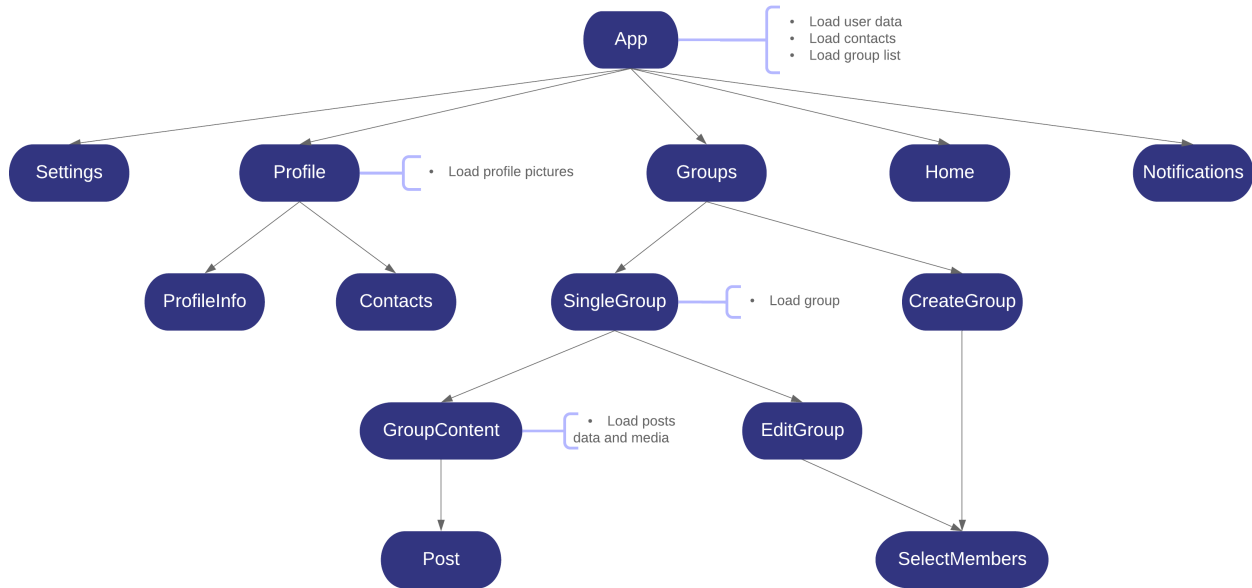 App
• Load user data
• Load contacts
• Load group list
Settings
Profile
• Load profile pictures
Groups
Home
Notifications
ProfileInfo
Contacts
SingleGroup
• Load group
CreateGroup
GroupContent
• Load posts
data and media
EditGroup
Post
SelectMembers